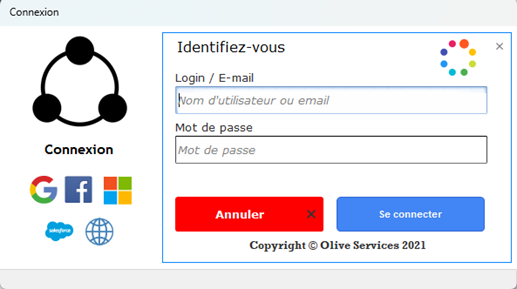 Connexion
Identifiez-vous
Login / E-mail
Nom d'utilisateur ou email
Mot de passe
Mot de passe
Connexion
salesforce
Annuler
Se connecter
Copyright © Olive Services 2021